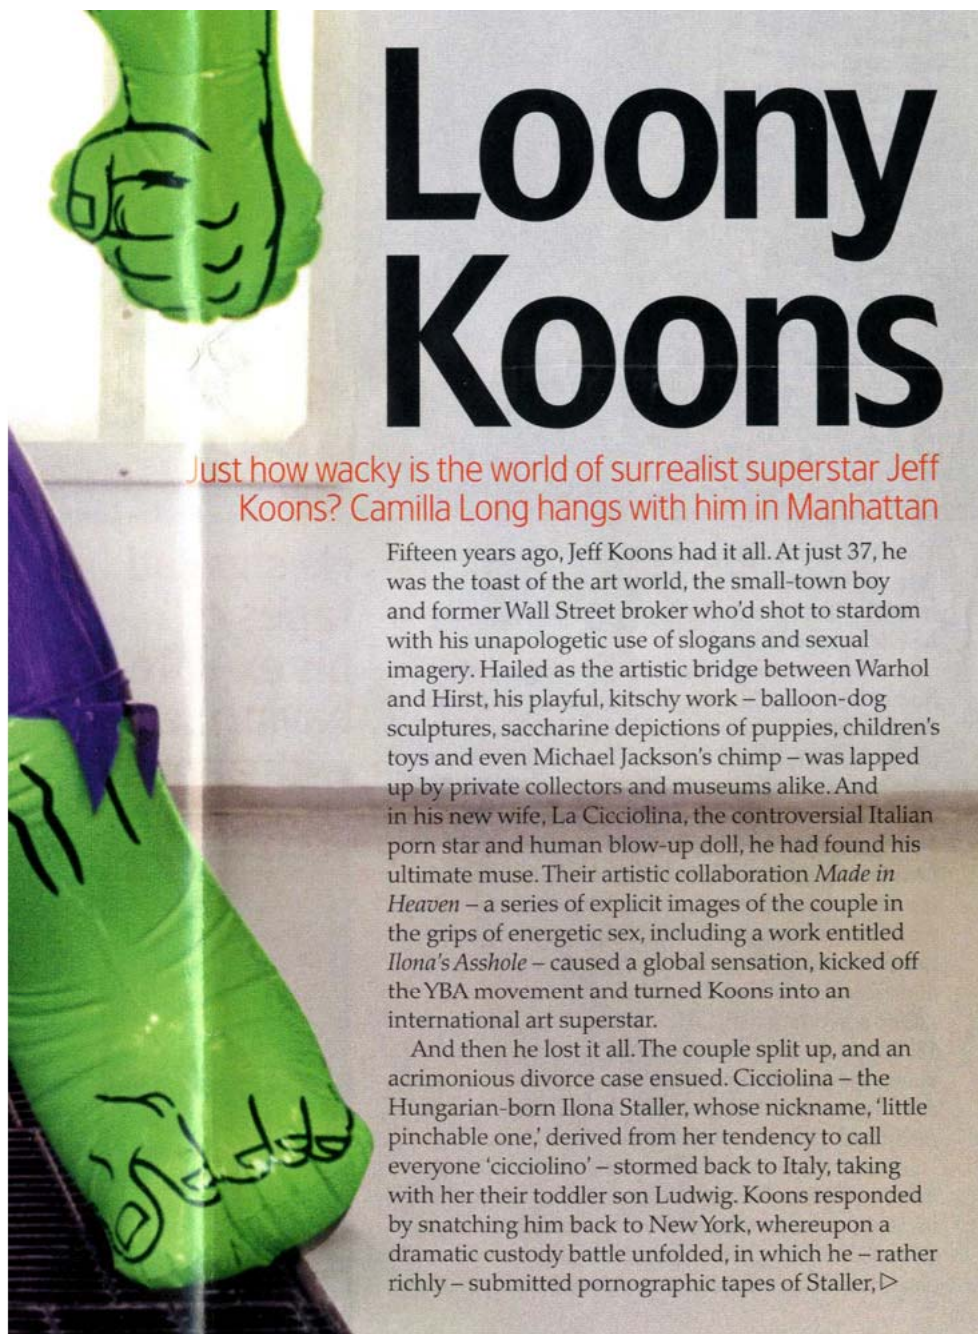 Loony
Koons
Just how wacky is the world of surrealist superstar Jeff
Koons? Camilla Long hangs with him in Manhattan
Fifteen years ago, Jeff Koons had it all. At just 37, he
was the toast of the art world, the small-town boy
and former Wall Street broker who'd shot to stardom
with his unapologetic use of slogans and sexual
imagery. Hailed as the artistic bridge between Warhol
and Hirst, his playful, kitschy work – balloon-dog
sculptures, saccharine depictions of puppies, children's
toys and even Michael Jackson's chimp – was lapped
up by private collectors and museums alike. And
in his new wife, La Cicciolina, the controversial Italian
porn star and human blow-up doll, he had found his
ultimate muse. Their artistic collaboration Made in
Heaven – a series of explicit images of the couple in
the grips of energetic sex, including a work entitled
Ilona's Asshole – caused a global sensation, kicked off
the YBA movement and turned Koons into an
international art superstar.
And then he lost it all. The couple split up, and an
acrimonious divorce case ensued. Cicciolina – the
Hungarian-born Ilona Staller, whose nickname, 'little
pinchable one,' derived from her tendency to call
everyone 'cicciolino' – stormed back to Italy, taking
with her their toddler son Ludwig. Koons responded
by snatching him back to New York, whereupon a
dramatic custody battle unfolded, in which he – rather
richly – submitted pornographic tapes of Staller, ▷